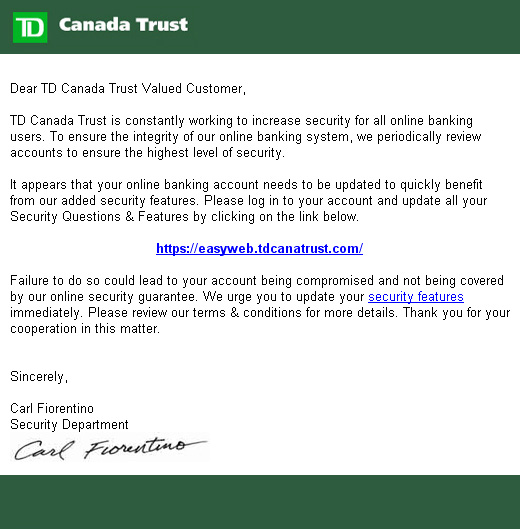 TD Canada Trust
Dear TD Canada Trust Valued Customer,
TD Canada Trust is constantly working to increase security for all online banking
users. To ensure the integrity of our online banking system, we periodically review
accounts to ensure the highest level of security.
It appears that your online banking account needs to be updated to quickly benefit
from our added security features. Please log in to your account and update all your
Security Questions & Features by clicking on the link below.
https://easyweb.tdcanatrust.com/
Failure to do so could lead to your account being compromised and not being covered
by our online security guarantee. We urge you to update your security features
immediately. Please review our terms & conditions for more details. Thank you for your
cooperation in this matter.
Sincerely,
Carl Fiorentino
Security Department
Carl Fiorentino